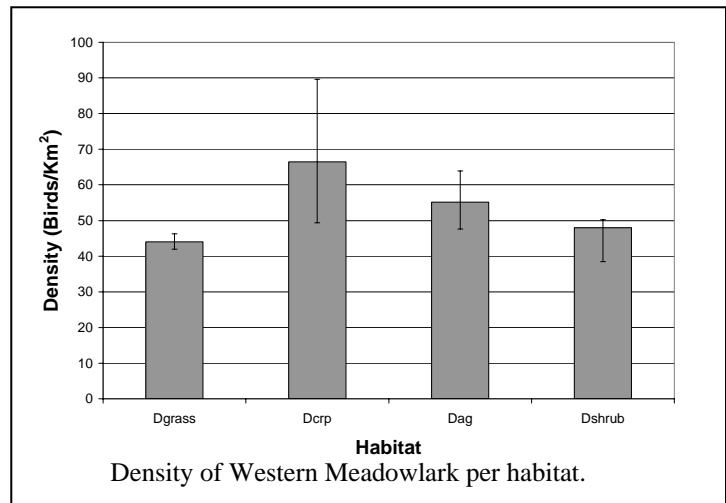 100
90
80
70
60
50
40
30
20
10
0
Density (Birds/Km²)
Dgrass Dcrp Dag Dshrub
Habitat
Density of Western Meadowlark per habitat.